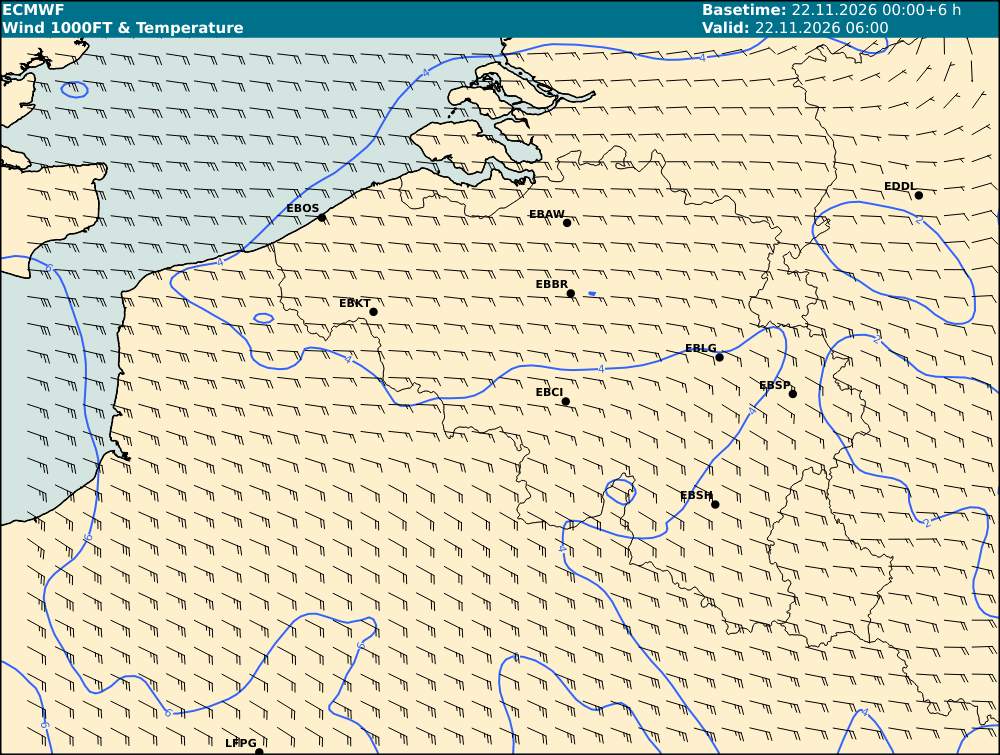 ECMWF
Basetime: 22.11.2026 00:00+6 h
Wind 1000FT & Temperature
Valid: 22.11.2026 06:00
4
4
EDDL
EBOS
EBAW
2
4
6
EBBR
EBKT
2
EBLG
4
4
EBSP
EBCI
4
EBSH
2
6
4
6
6
4
6
LFPG